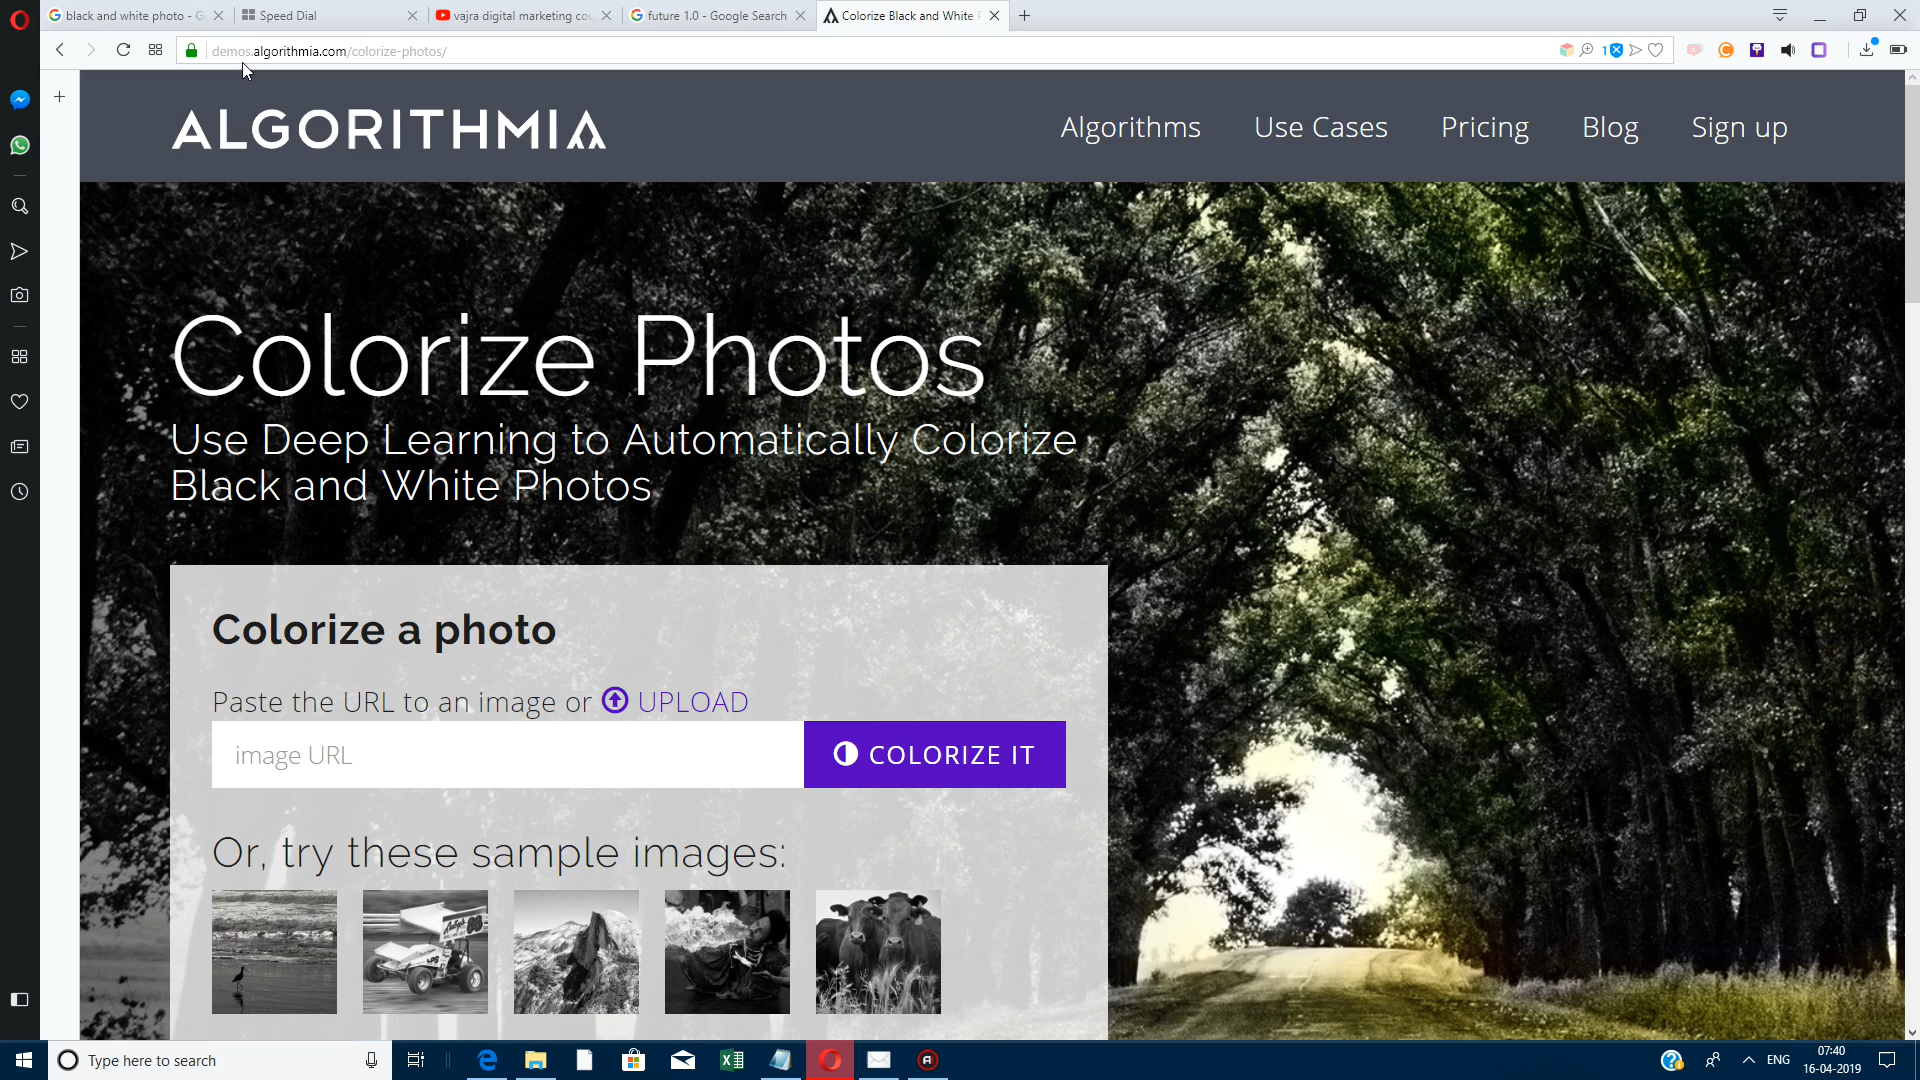 black and white photo - G
Speed Dial
vajra digital marketing cou
future 1.0 - Google Search
Colorize Black and White P
demos.algorithmia.com/colorize-photos/
1
ALGORITHMIA
Algorithms
Use Cases
Pricing
Blog
Sign up
Colorize Photos
Use Deep Learning to Automatically Colorize
Black and White Photos
Colorize a photo
Paste the URL to an image or UPLOAD
image URL
COLORIZE IT
Or, try these sample images:
Type here to search
ENG
07:40
16-04-2019